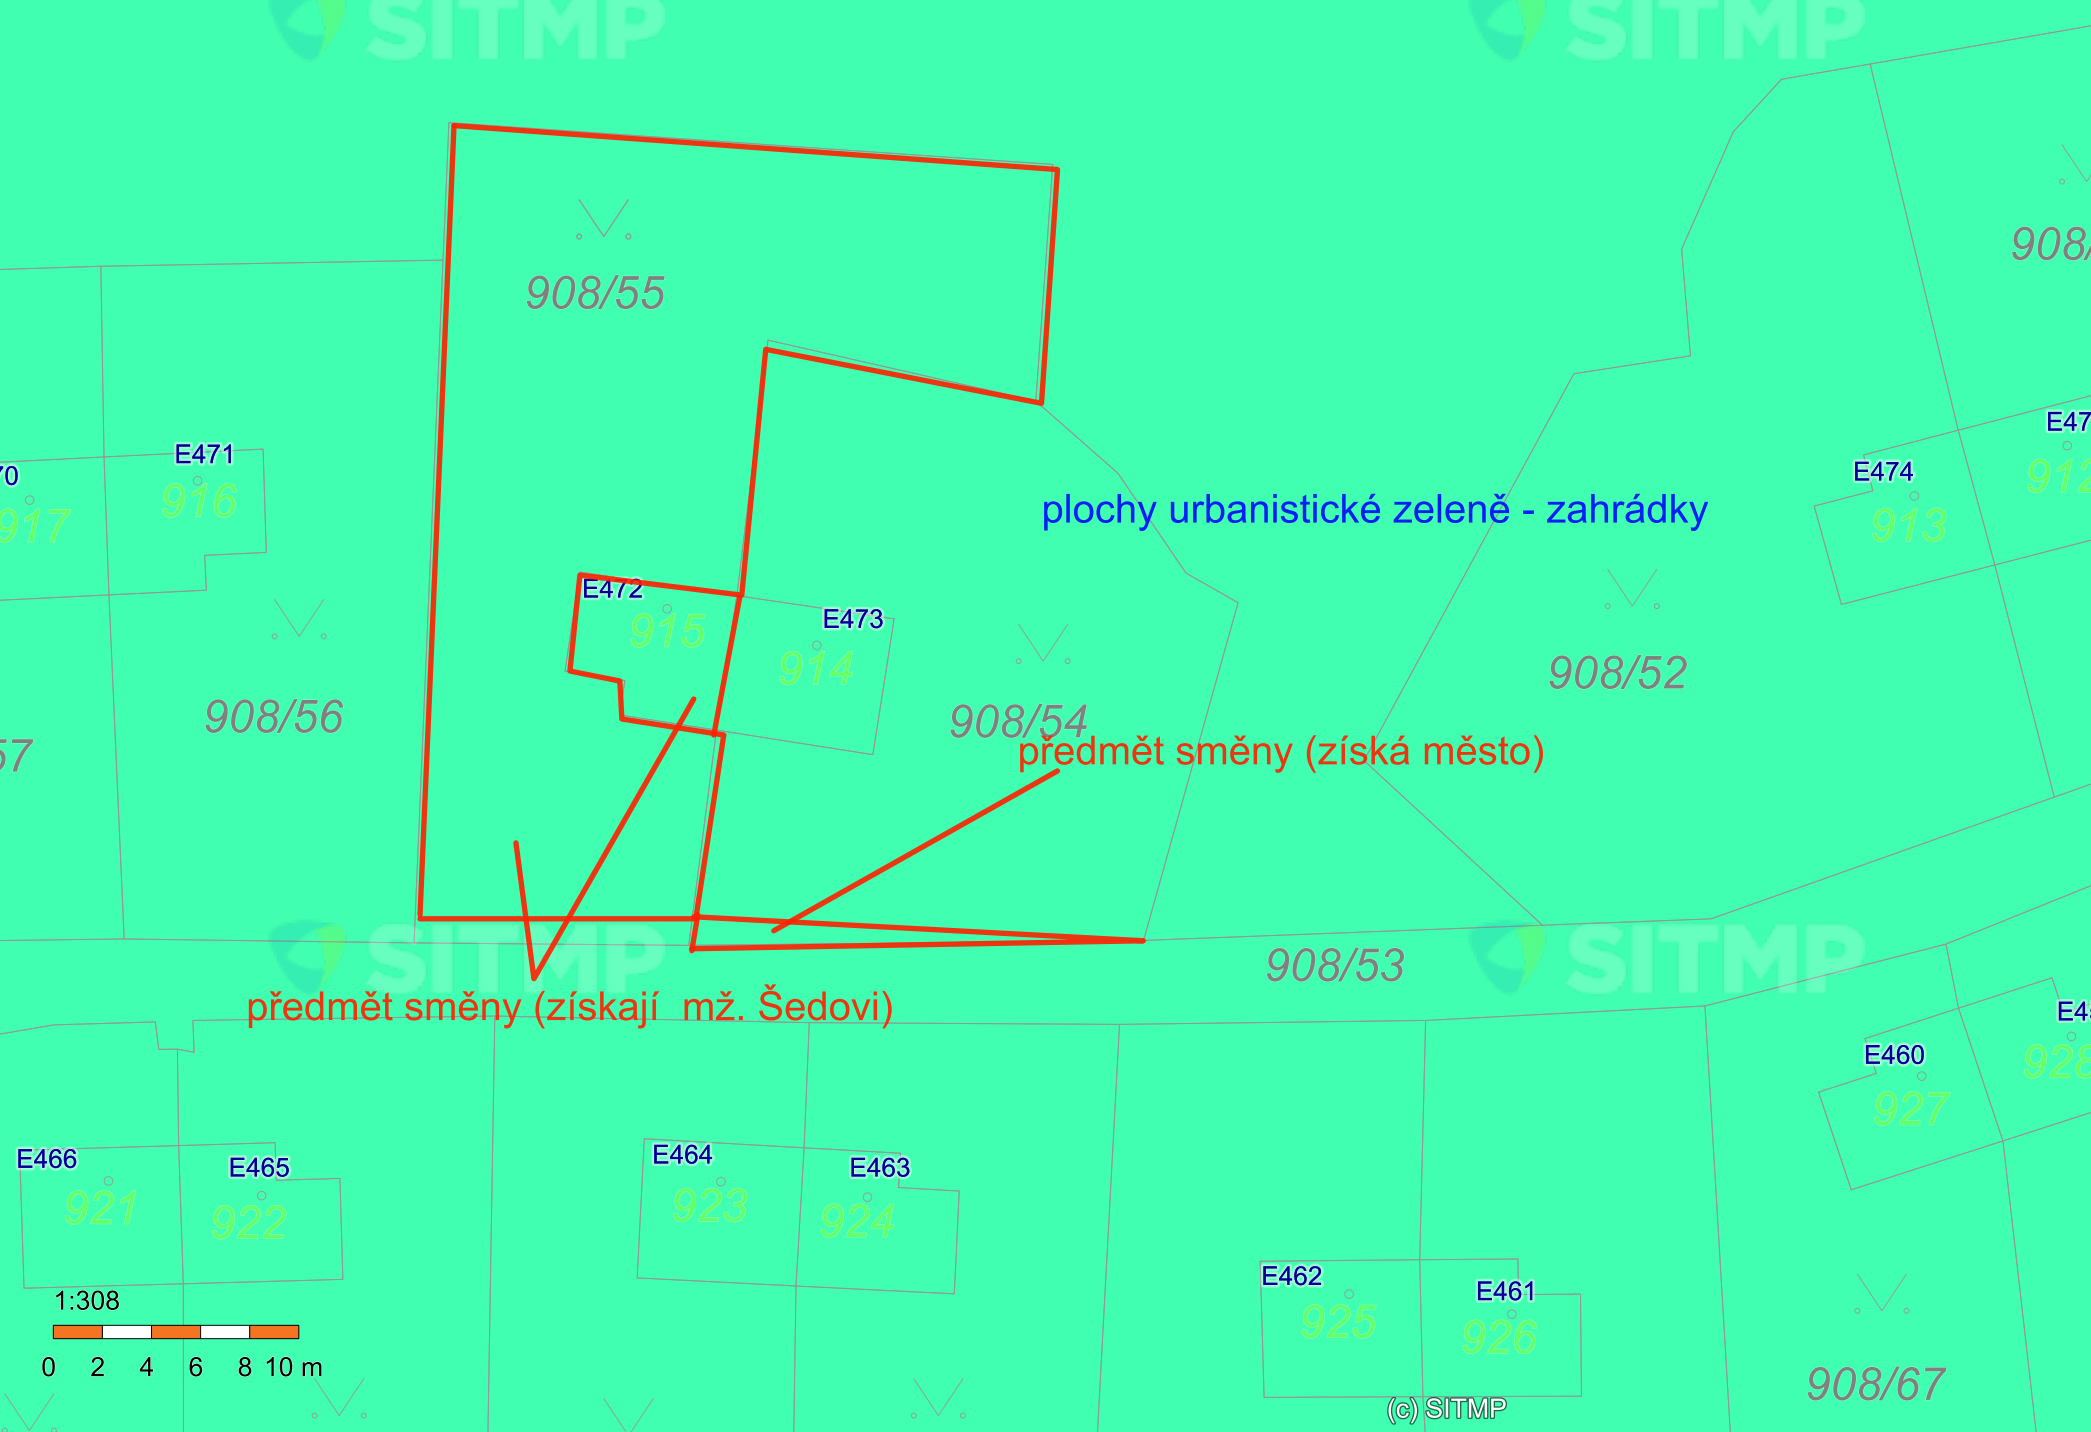 SITMP
SITMP
908/
908/55
E471
E47
70
E474
916
912
917
plochy urbanistické zeleně - zahrádky
913
E472
E473
915
914
908/52
908/56
908/54
57
předmět směny (získá město)
SITMP
SITMP
908/53
předmět směny (získají  mž. Šedovi)
E45
E460
928
927
E466
E465
E464
E463
921
922
923
924
E462
E461
1:308
925
926
0 2 4 6 8 10 m
908/67
(c) SITMP